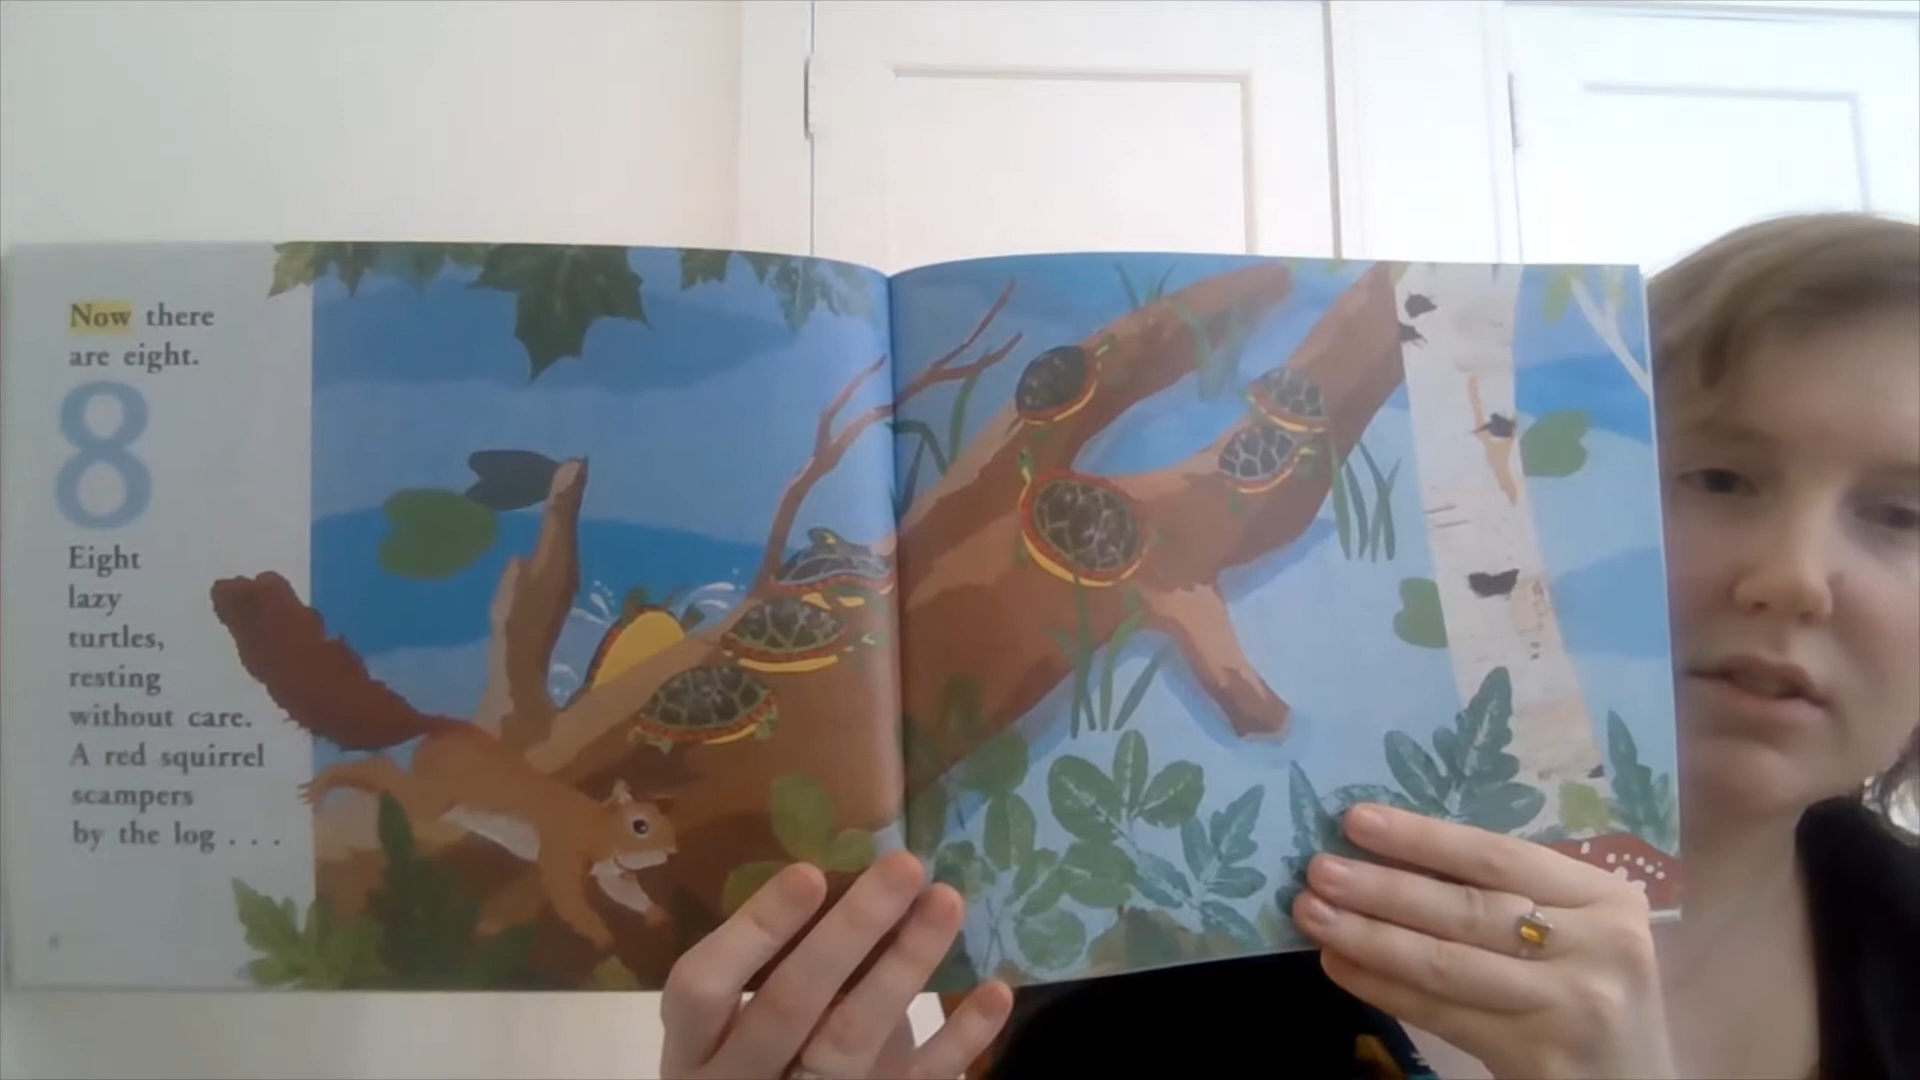 Now there
are eight.
8
Eight
lazy
turtles,
resting
without care.
A red squirrel
scampers
by the log . . .